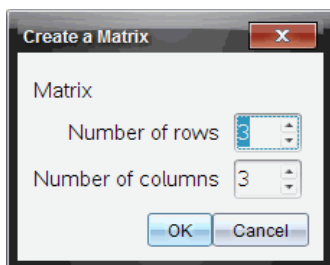 Create a Matrix
Matrix
Number of rows 3
Number of columns 3
OK Cancel